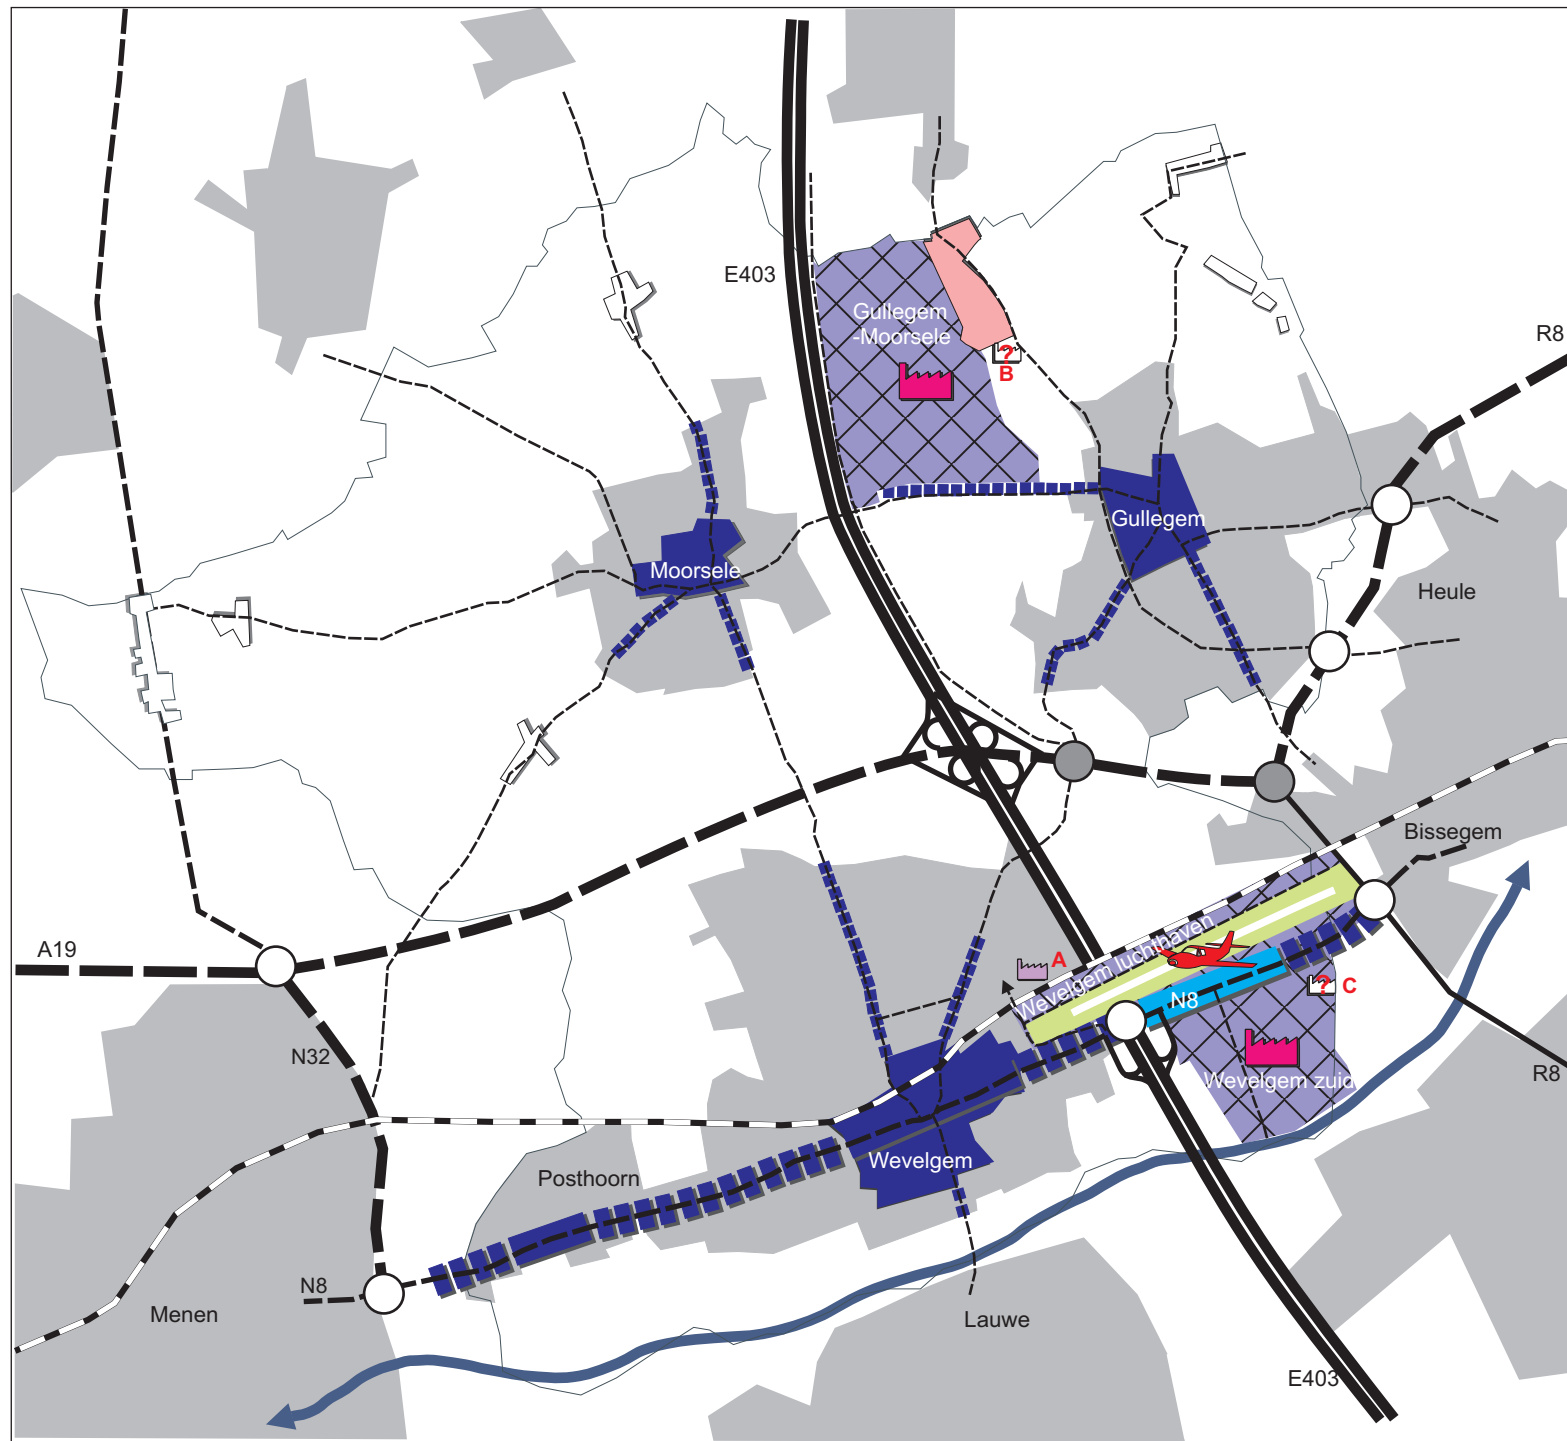 E403
Gullegem
-Moorsele
R8
?
B
Gullegem
Moorsele
Heule
Bissegem
A19
A
Wevelgem luchthaven
N8
?
C
N32
Wevelgem zuid
R8
Wevelgem
Posthoorn
N8
Menen
Lauwe
E403